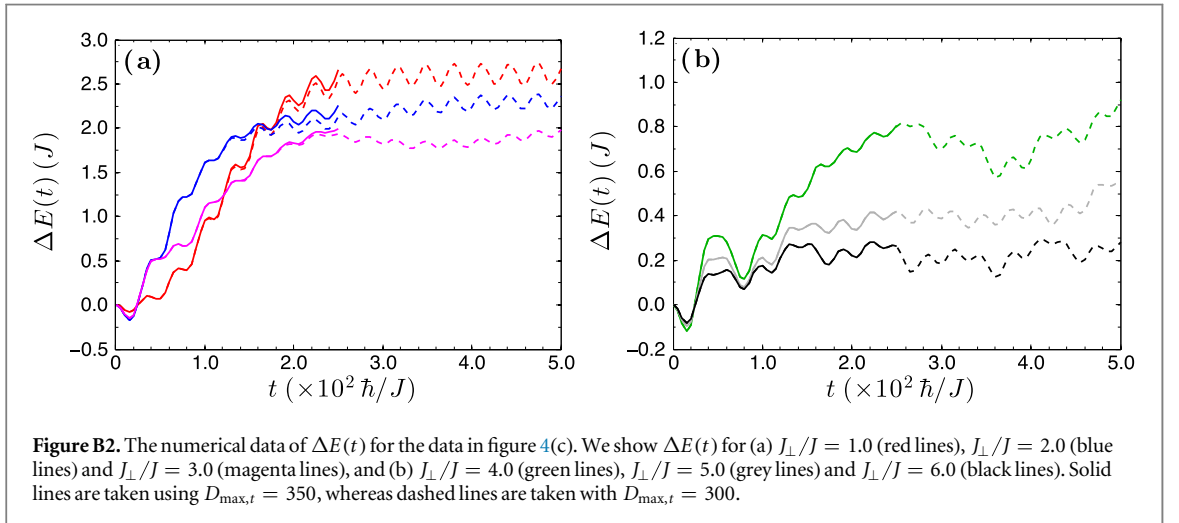 (a)
3.0
2.5
2.0
1.5
1.0
0.5
0.0
−0.5
ΔE(t) (J)
0 1.0 2.0 3.0 4.0 5.0
t (×10² ħ/J)
(b)
1.2
1.0
0.8
0.6
0.4
0.2
0.0
−0.2
ΔE(t) (J)
0 1.0 2.0 3.0 4.0 5.0
t (×10² ħ/J)
Figure B2. The numerical data of ΔE(t) for the data in figure 4(c). We show ΔE(t) for (a) J⊥/J = 1.0 (red lines), J⊥/J = 2.0 (blue
lines) and J⊥/J = 3.0 (magenta lines), and (b) J⊥/J = 4.0 (green lines), J⊥/J = 5.0 (grey lines) and J⊥/J = 6.0 (black lines). Solid
lines are taken using Dmax,t = 350, whereas dashed lines are taken with Dmax,t = 300.